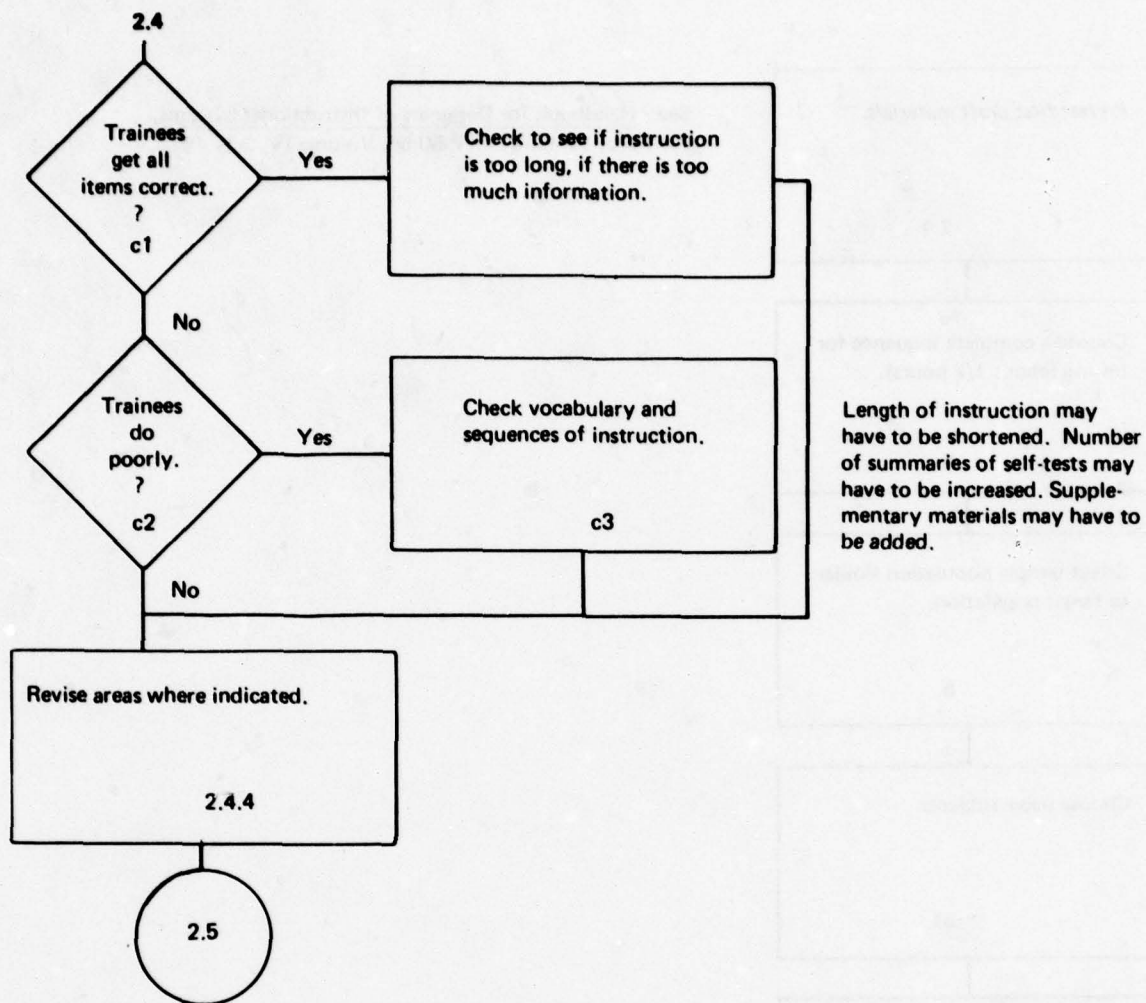 2.4
Trainees
get all
items correct.
?
c1
Yes
Check to see if instruction
is too long, if there is too
much information.
No
Trainees
do
poorly.
?
c2
Yes
Check vocabulary and
sequences of instruction.
c3
Length of instruction may
have to be shortened. Number
of summaries of self-tests may
have to be increased. Supple-
mentary materials may have to
be added.
No
Revise areas where indicated.
2.4.4
2.5